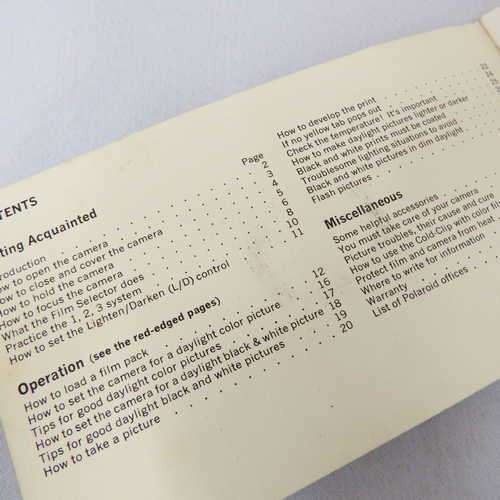 TENTS
Page
tting Acquainted
roduction 2
ow to open the camera 3
ow to close and cover the camera 4
ow to hold the camera 5
How to focus the camera 6
What the Film Selector does 8
Practice the 1, 2, 3 system 10
How to set the Lighten/Darken (L/D) control 11
Operation (see the red-edged pages)
How to load a film pack 12
How to set the camera for a daylight color picture 16
Tips for good daylight color pictures 17
How to set the camera for a daylight black & white picture 18
Tips for good daylight black and white pictures 19
How to take a picture 20
How to develop the print
If no yellow tab pops out
Check the temperature! It's important
How to make daylight pictures lighter or darker
Black and white prints must be coated
Troublesome lighting situations to avoid
Black and white pictures in dim daylight
Flash pictures
Miscellaneous
Some helpful accessories
You must take care of your camera
Picture troubles, their cause and cure
How to use the Cold-Clip with color
Protect film and camera from
Where to write for information
Warranty
List of Polaroid offices